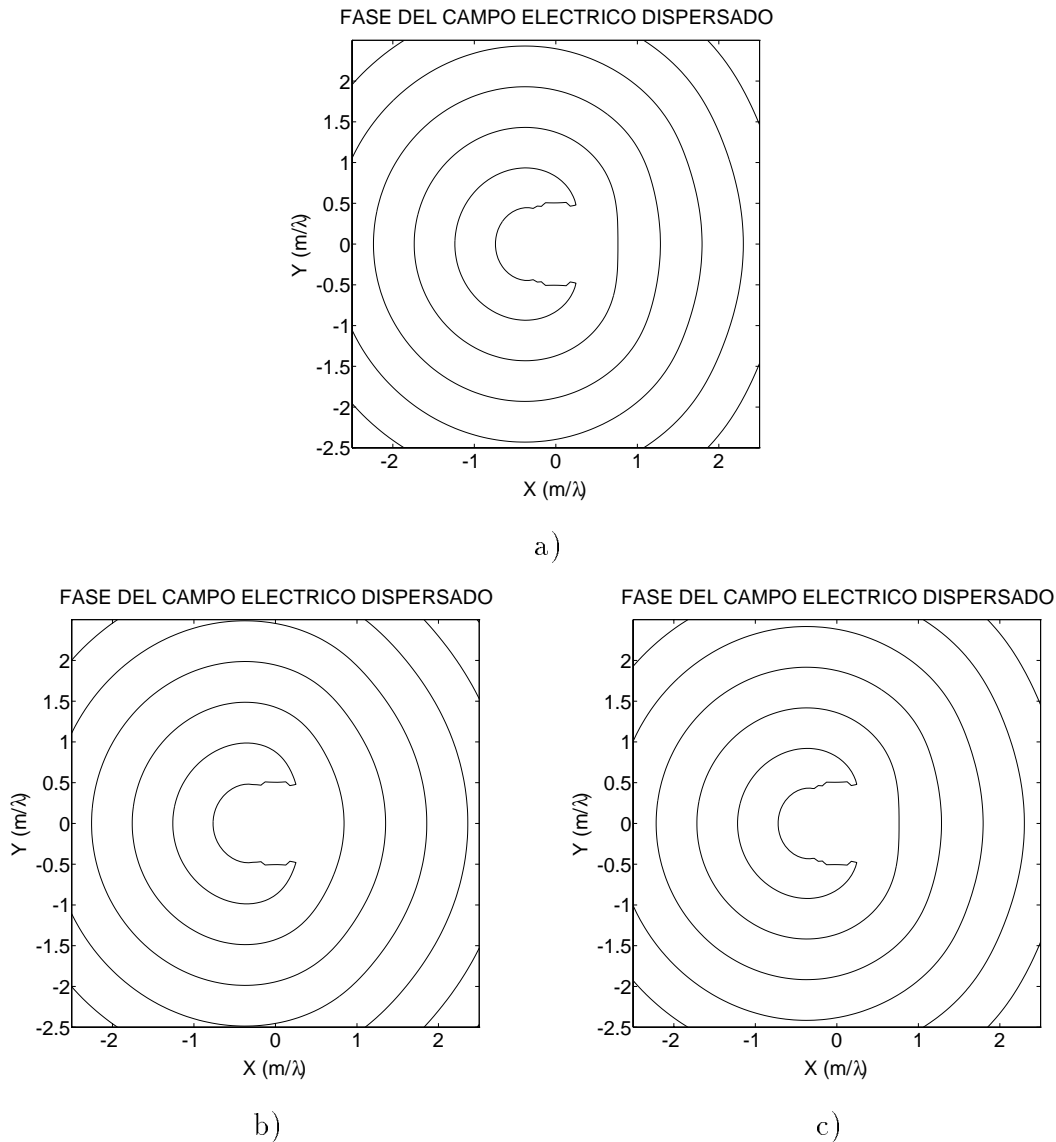 FASE DEL CAMPO ELECTRICO DISPERSADO
2
1.5
1
0.5
0
-0.5
-1
-1.5
-2
-2.5
Y (m/λ)
-2 -1 0 1 2
X (m/λ)
a)
FASE DEL CAMPO ELECTRICO DISPERSADO
2
1.5
1
0.5
0
-0.5
-1
-1.5
-2
-2.5
Y (m/λ)
-2 -1 0 1 2
X (m/λ)
b)
FASE DEL CAMPO ELECTRICO DISPERSADO
2
1.5
1
0.5
0
-0.5
-1
-1.5
-2
-2.5
Y (m/λ)
-2 -1 0 1 2
X (m/λ)
c)